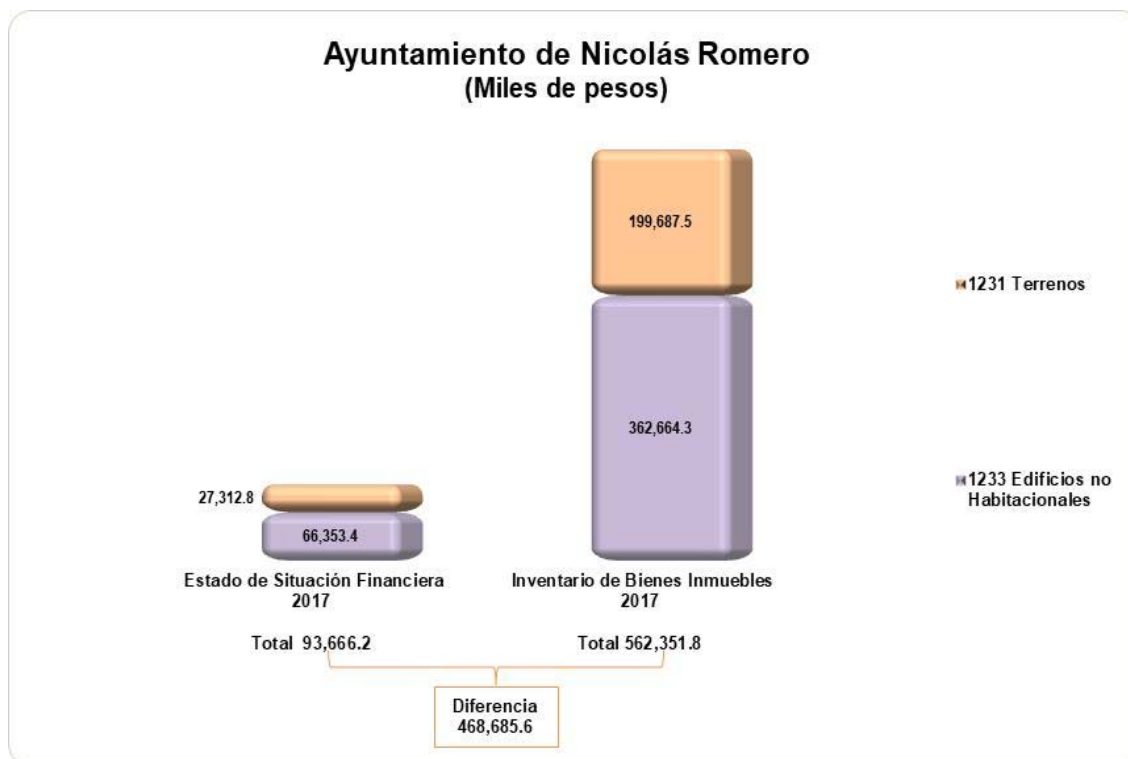 Ayuntamiento de Nicolás Romero
(Miles de pesos)
199,687.5
1231 Terrenos
362,664.3
1233 Edificios no
Habitacionales
27,312.8
66,353.4
Estado de Situación Financiera
2017
Inventario de Bienes Inmuebles
2017
Total 93,666.2
Total 562,351.8
Diferencia
468,685.6